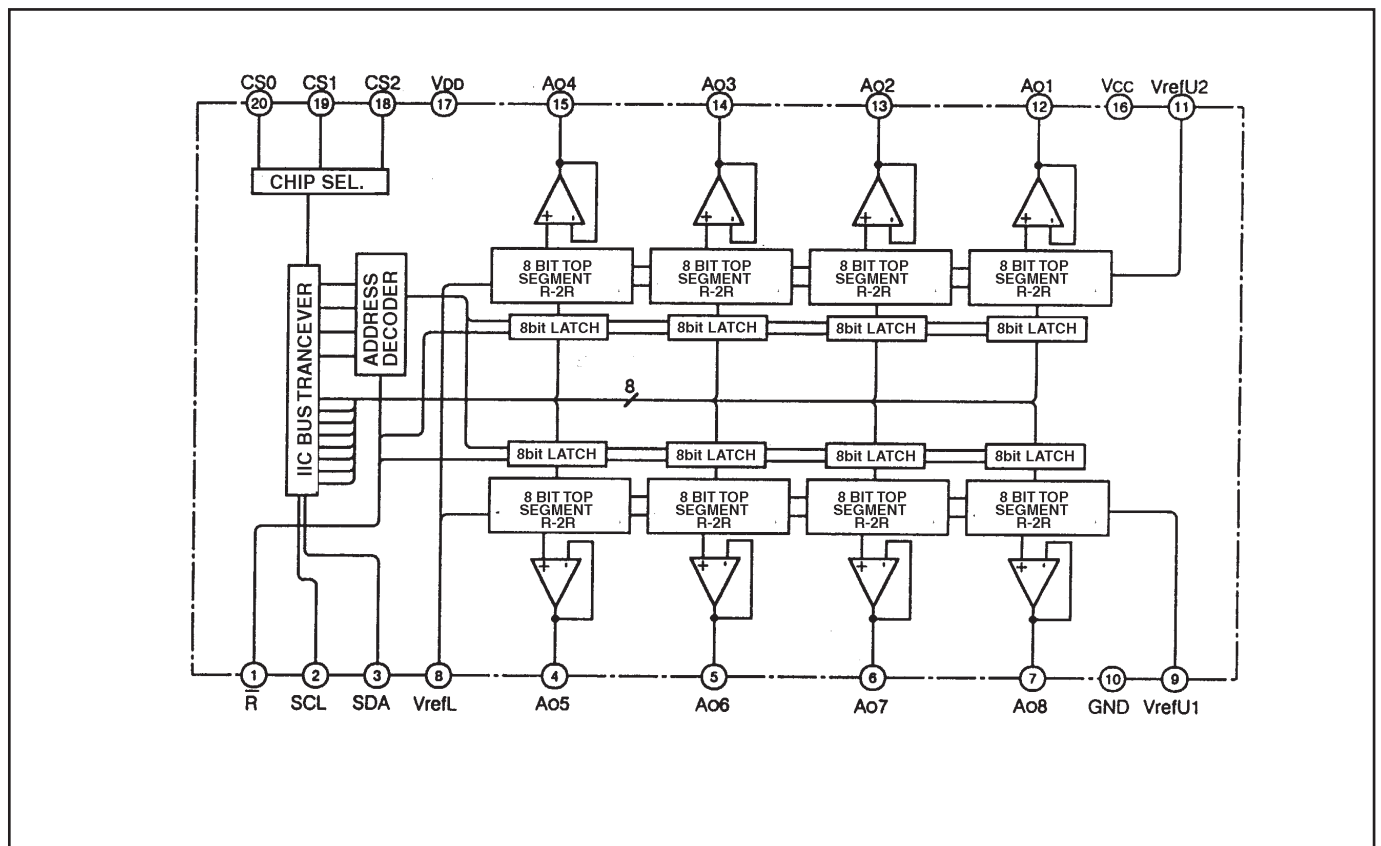 CS0 CS1 CS2 VDD Ao4 Ao3 Ao2 Ao1 VCC VrefU2
20 19 18 17 15 14 13 12 16 11
CHIP SEL.
+ - + - + - + -
8 BIT TOP
SEGMENT
R-2R
8 BIT TOP
SEGMENT
R-2R
8 BIT TOP
SEGMENT
R-2R
8 BIT TOP
SEGMENT
R-2R
IIC BUS TRANCEVER
ADDRESS
DECODER
8bit LATCH 8bit LATCH 8bit LATCH 8bit LATCH
8
8bit LATCH 8bit LATCH 8bit LATCH 8bit LATCH
8 BIT TOP
SEGMENT
R-2R
8 BIT TOP
SEGMENT
R-2R
8 BIT TOP
SEGMENT
R-2R
8 BIT TOP
SEGMENT
R-2R
+ - + - + - + -
1 2 3 8 4 5 6 7 10 9
R̅ SCL SDA VrefL Ao5 Ao6 Ao7 Ao8 GND VrefU1